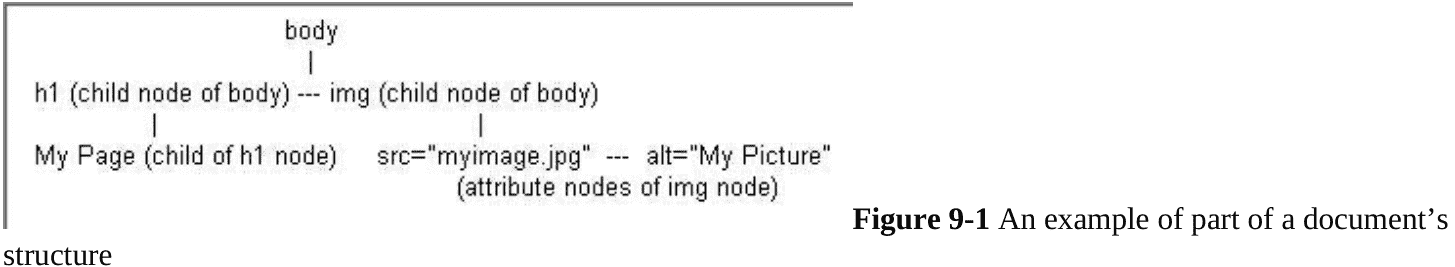 body
|
h1 (child node of body) --- img (child node of body)
| |
My Page (child of h1 node) src="myimage.jpg" --- alt="My Picture"
(attribute nodes of img node)
Figure 9-1 An example of part of a document’s
structure